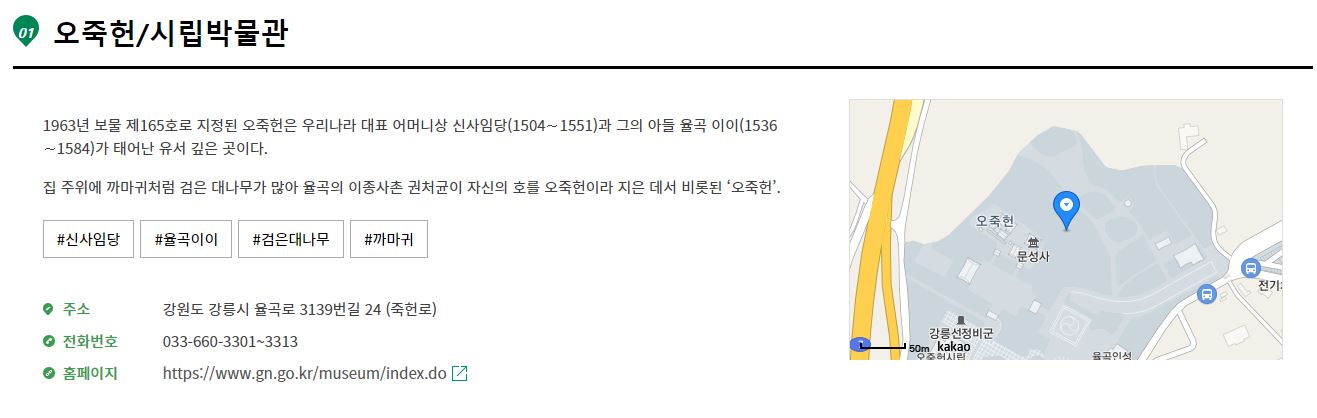 01 오죽헌/시립박물관
1963년 보물 제165호로 지정된 오죽헌은 우리나라 대표 어머니상 신사임당(1504~1551)과 그의 아들 율곡 이이(1536
~1584)가 태어난 유서 깊은 곳이다.
집 주위에 까마귀처럼 검은 대나무가 많아 율곡의 이종사촌 권처균이 자신의 호를 오죽헌이라 지은 데서 비롯된 ‘오죽헌’.
#신사임당 #율곡이이 #검은대나무 #까마귀
주소 강원도 강릉시 율곡로 3139번길 24 (죽헌로)
전화번호 033-660-3301~3313
홈페이지 https://www.gn.go.kr/museum/index.do
오죽헌
문성사
전기
강릉선정비군
50m kakao
오죽헌시립
율곡인성